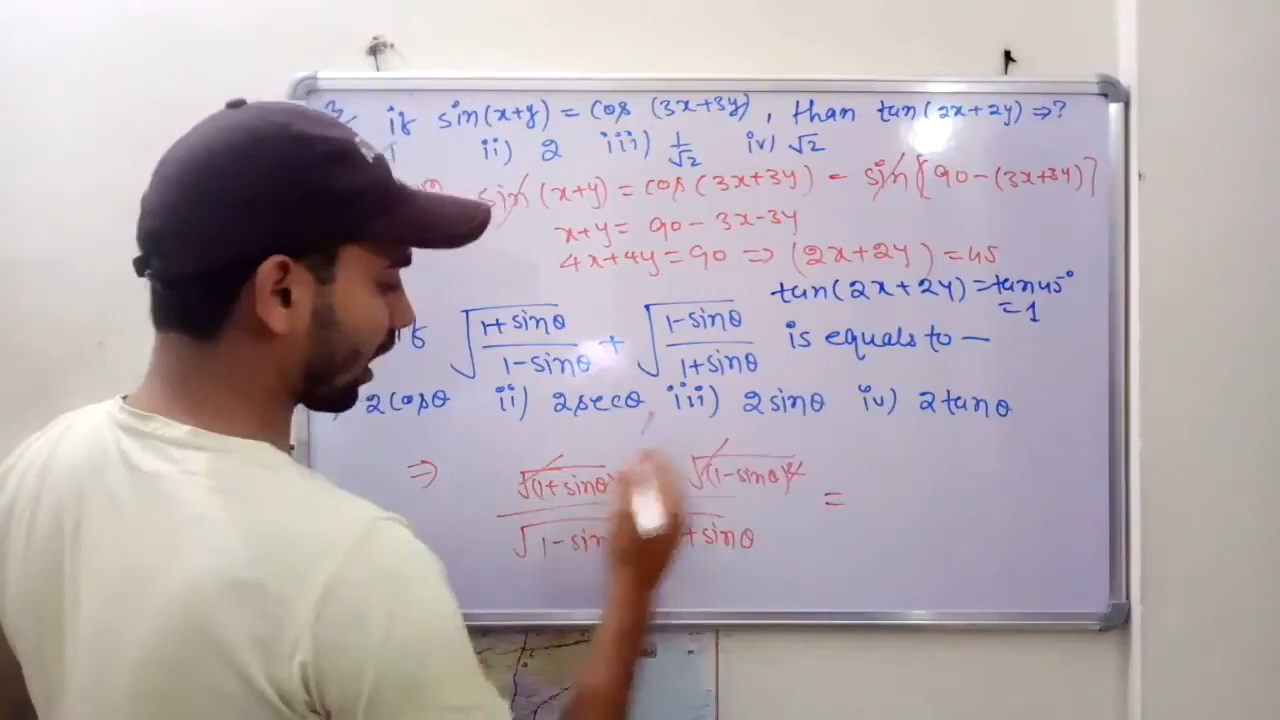 if sin(x+y) = cos (3x+3y) , than tan(2x+2y) ⇒ ?
ii) 2 iii) 1/√2 iv) √2
sin (x+y) = cos (3x+3y) = sin [90-(3x+3y)]
x+y = 90-3x-3y
4x+4y = 90 ⇒ (2x+2y) = 45
tan(2x+2y) = tan45°
= 1
√((1+sinθ)/(1-sinθ)) + √((1-sinθ)/(1+sinθ)) is equals to —
2cosθ ii) 2secθ iii) 2sinθ iv) 2tanθ
⇒ √(1+sinθ) √(1-sinθ)² =
√1-sin +sinθ